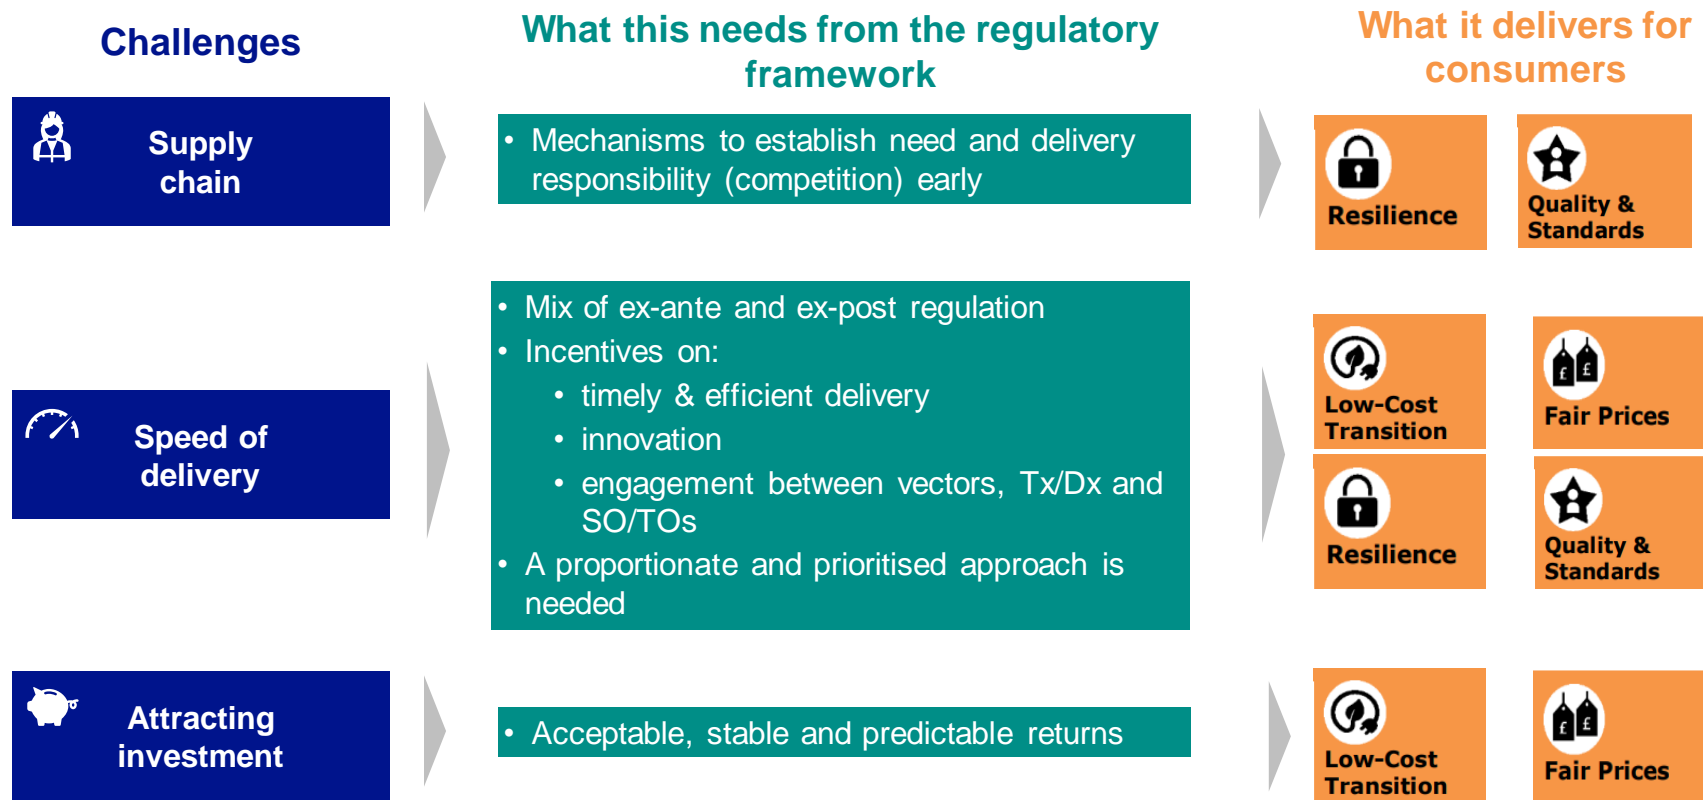 Challenges
What this needs from the regulatory
framework
What it delivers for
consumers
Supply
chain
• Mechanisms to establish need and delivery
responsibility (competition) early
Resilience
Quality &
Standards
Speed of
delivery
• Mix of ex-ante and ex-post regulation
• Incentives on:
• timely & efficient delivery
• innovation
• engagement between vectors, Tx/Dx and
SO/TOs
• A proportionate and prioritised approach is
needed
Low-Cost
Transition
£ £
Fair Prices
Resilience
Quality &
Standards
Attracting
investment
• Acceptable, stable and predictable returns
Low-Cost
Transition
£ £
Fair Prices